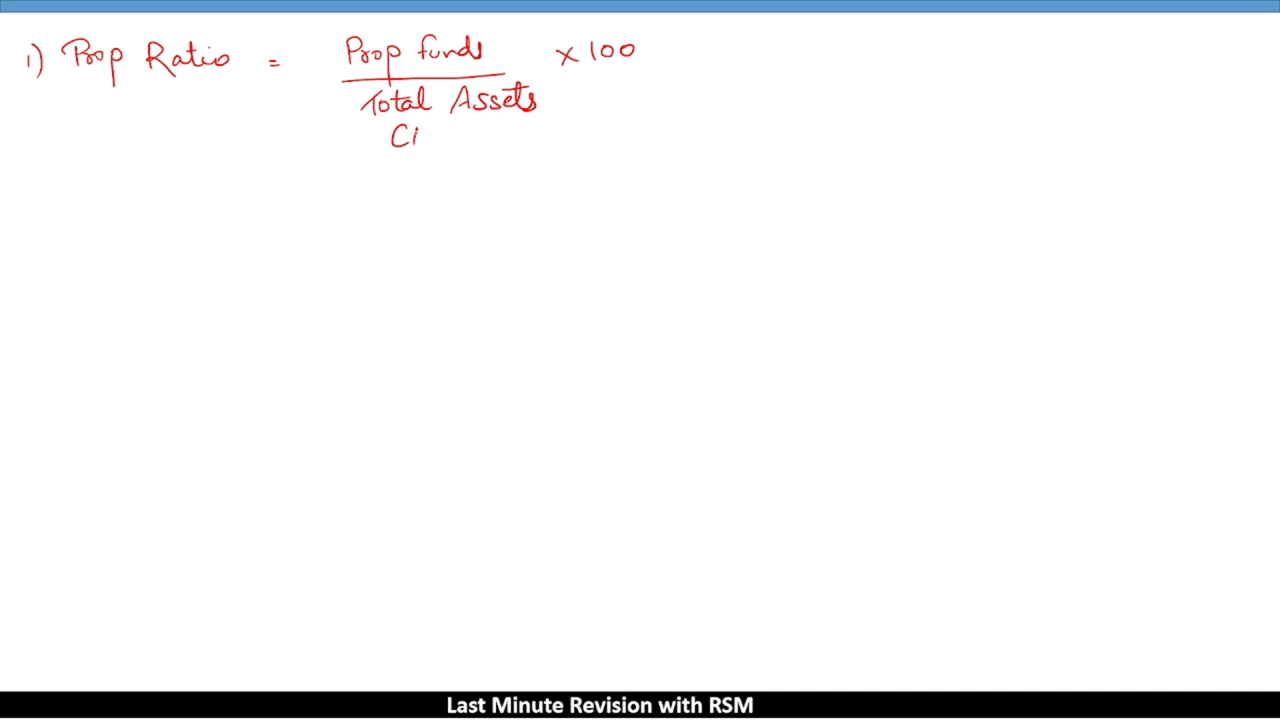 1) Prop Ratio = Prop funds × 100
Total Assets
Last Minute Revision with RSM